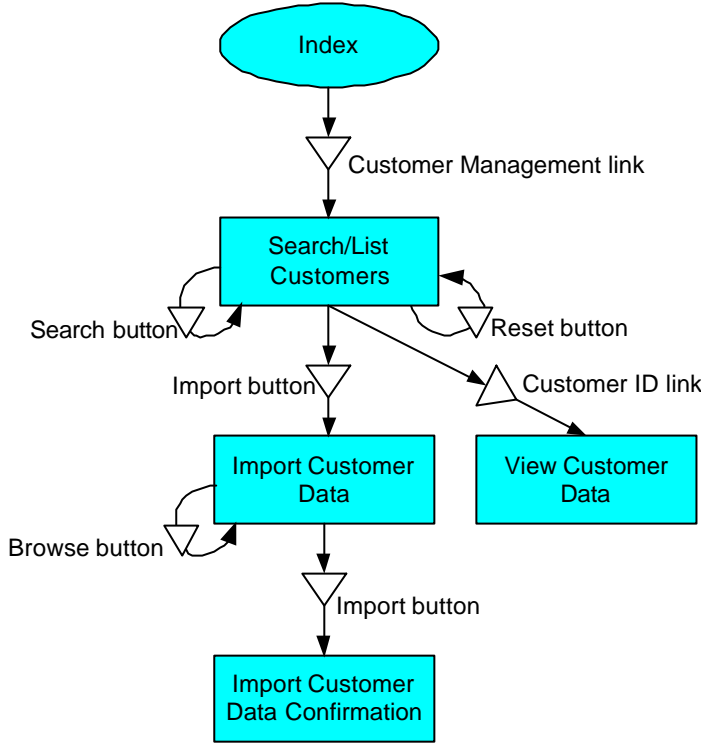 Index
Customer Management link
Search/List
Customers
Search button
Reset button
Import button
Customer ID link
Import Customer
Data
View Customer
Data
Browse button
Import button
Import Customer
Data Confirmation